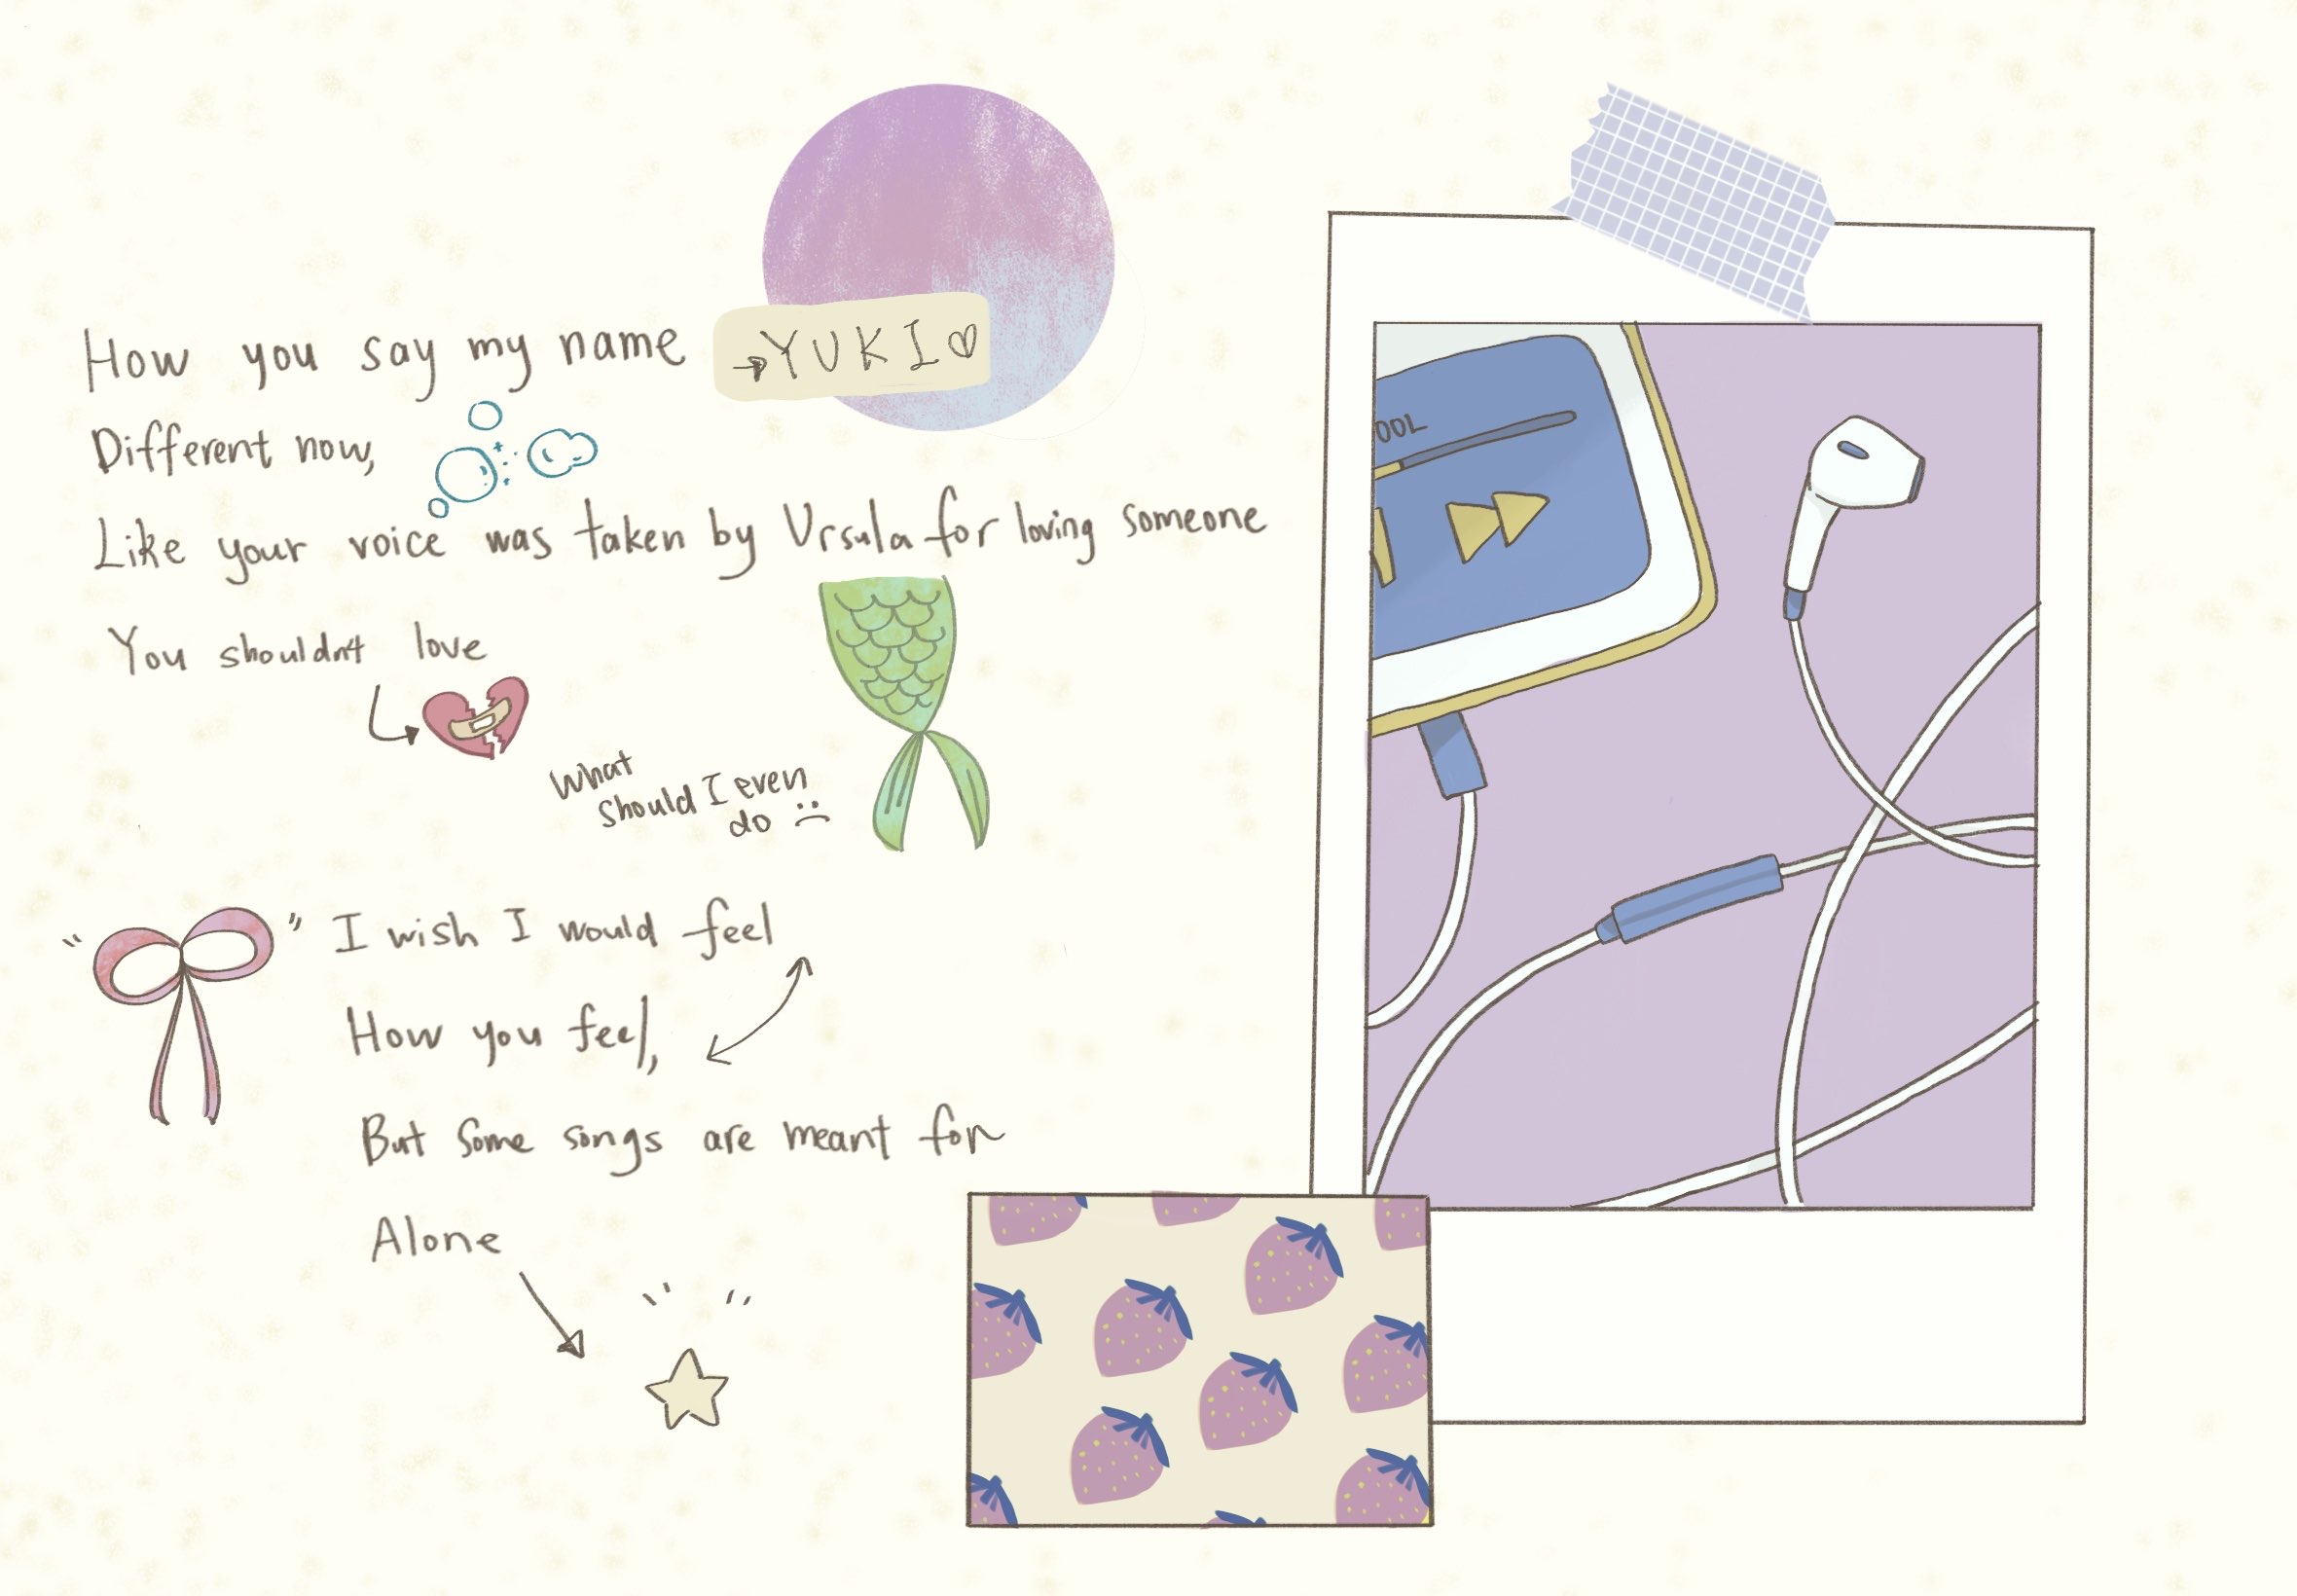 How you say my name →YUKI♡
Different now,
Like your voice was taken by Ursula for loving someone
You shouldn't love
What
should I even
do :(
I wish I would feel
How you feel,
But some songs are meant for
Alone
OOL